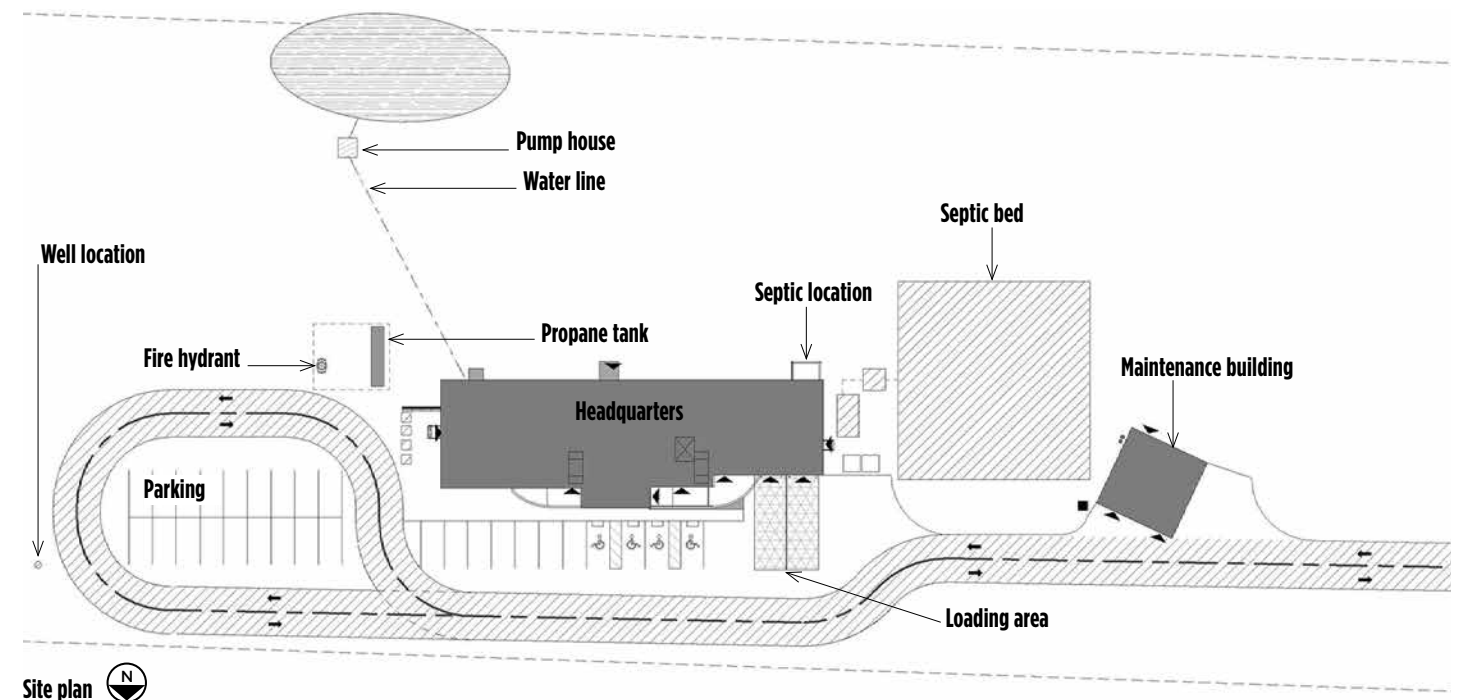 Pump house
Water line
Septic bed
Well location
Septic location
Propane tank
Fire hydrant
Maintenance building
Headquarters
Parking
Loading area
Site plan N